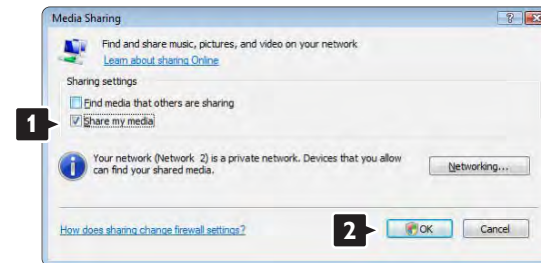 Media Sharing
Find and share music, pictures, and video on your network
Learn about sharing Online
Sharing settings
Find media that others are sharing
1
Share my media
Your network (Network 2) is a private network. Devices that you allow
can find your shared media.
Networking...
How does sharing change firewall settings?
2
OK
Cancel